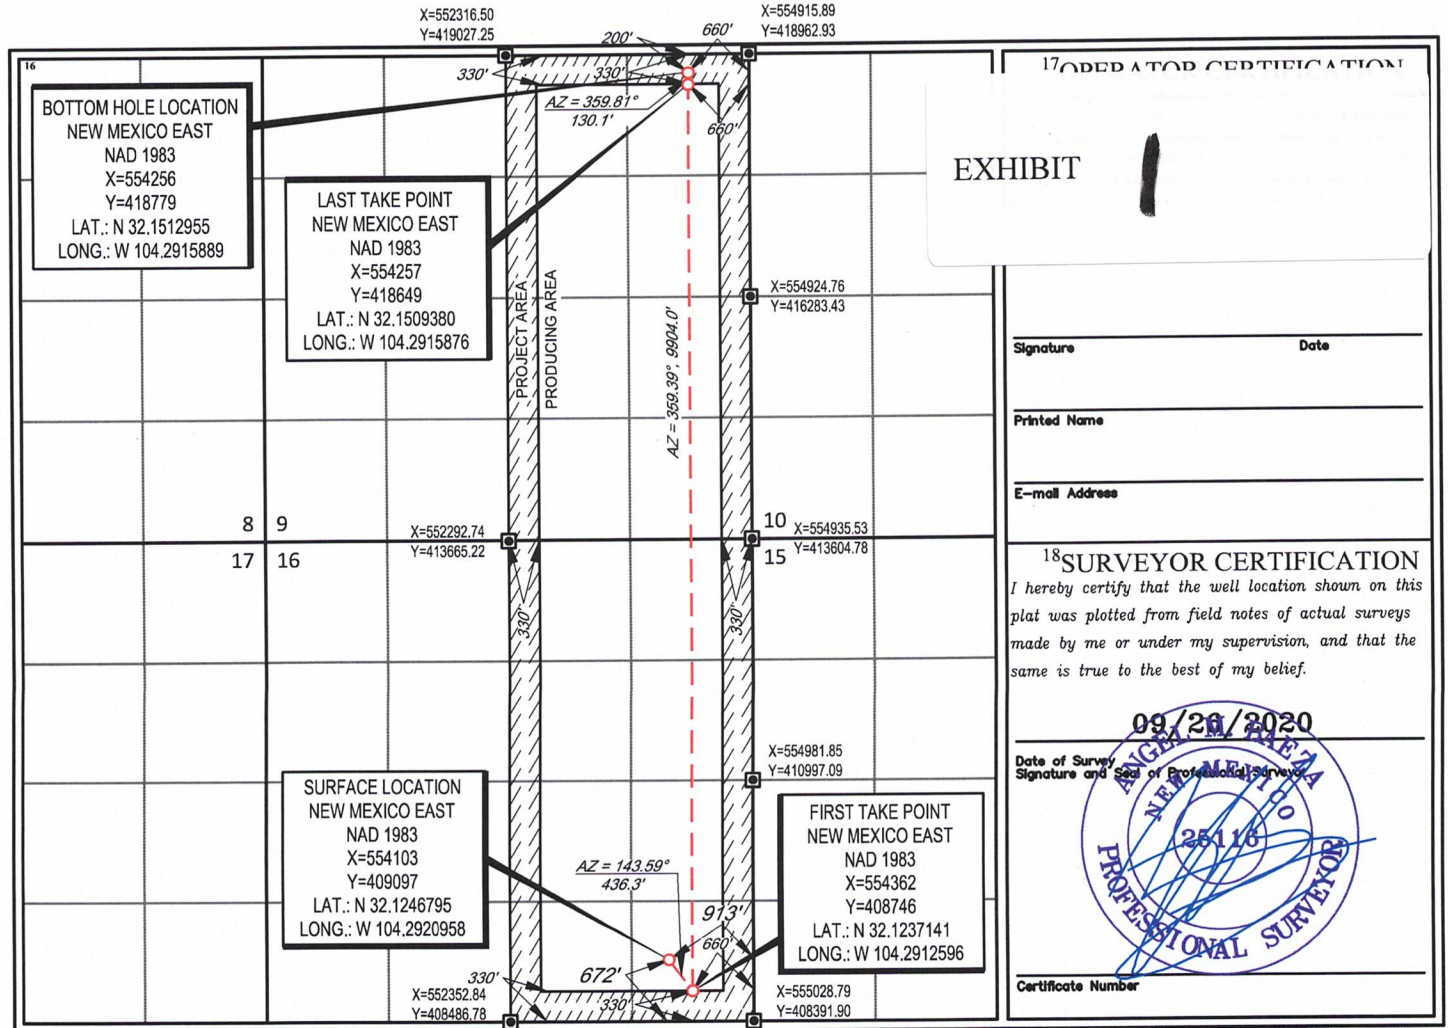 X=552316.50
Y=419027.25
X=554915.89
Y=418962.93
200'
660'
16
330'
330'
AZ = 359.81°
130.1'
660'
BOTTOM HOLE LOCATION
NEW MEXICO EAST
NAD 1983
X=554256
Y=418779
LAT.: N 32.1512955
LONG.: W 104.2915889
LAST TAKE POINT
NEW MEXICO EAST
NAD 1983
X=554257
Y=418649
LAT.: N 32.1509380
LONG.: W 104.2915876
PROJECT AREA
PRODUCING AREA
AZ = 359.39°, 9904.0'
X=554924.76
Y=416283.43
8 9
17 16
X=552292.74
Y=413665.22
10
15
X=554935.53
Y=413604.78
330'
330'
X=554981.85
Y=410997.09
SURFACE LOCATION
NEW MEXICO EAST
NAD 1983
X=554103
Y=409097
LAT.: N 32.1246795
LONG.: W 104.2920958
AZ = 143.59°
436.3'
FIRST TAKE POINT
NEW MEXICO EAST
NAD 1983
X=554362
Y=408746
LAT.: N 32.1237141
LONG.: W 104.2912596
913'
660'
672'
330'
330'
X=552352.84
Y=408486.78
X=555028.79
Y=408391.90
17OPERATOR CERTIFICATION
EXHIBIT 1
Signature Date
Printed Name
E-mail Address
18SURVEYOR CERTIFICATION
I hereby certify that the well location shown on this
plat was plotted from field notes of actual surveys
made by me or under my supervision, and that the
same is true to the best of my belief.
09/26/2020
Date of Survey
Signature and Seal of Professional Surveyor
ANGEL M. BAEZA
NEW MEXICO
25116
PROFESSIONAL SURVEYOR
Certificate Number